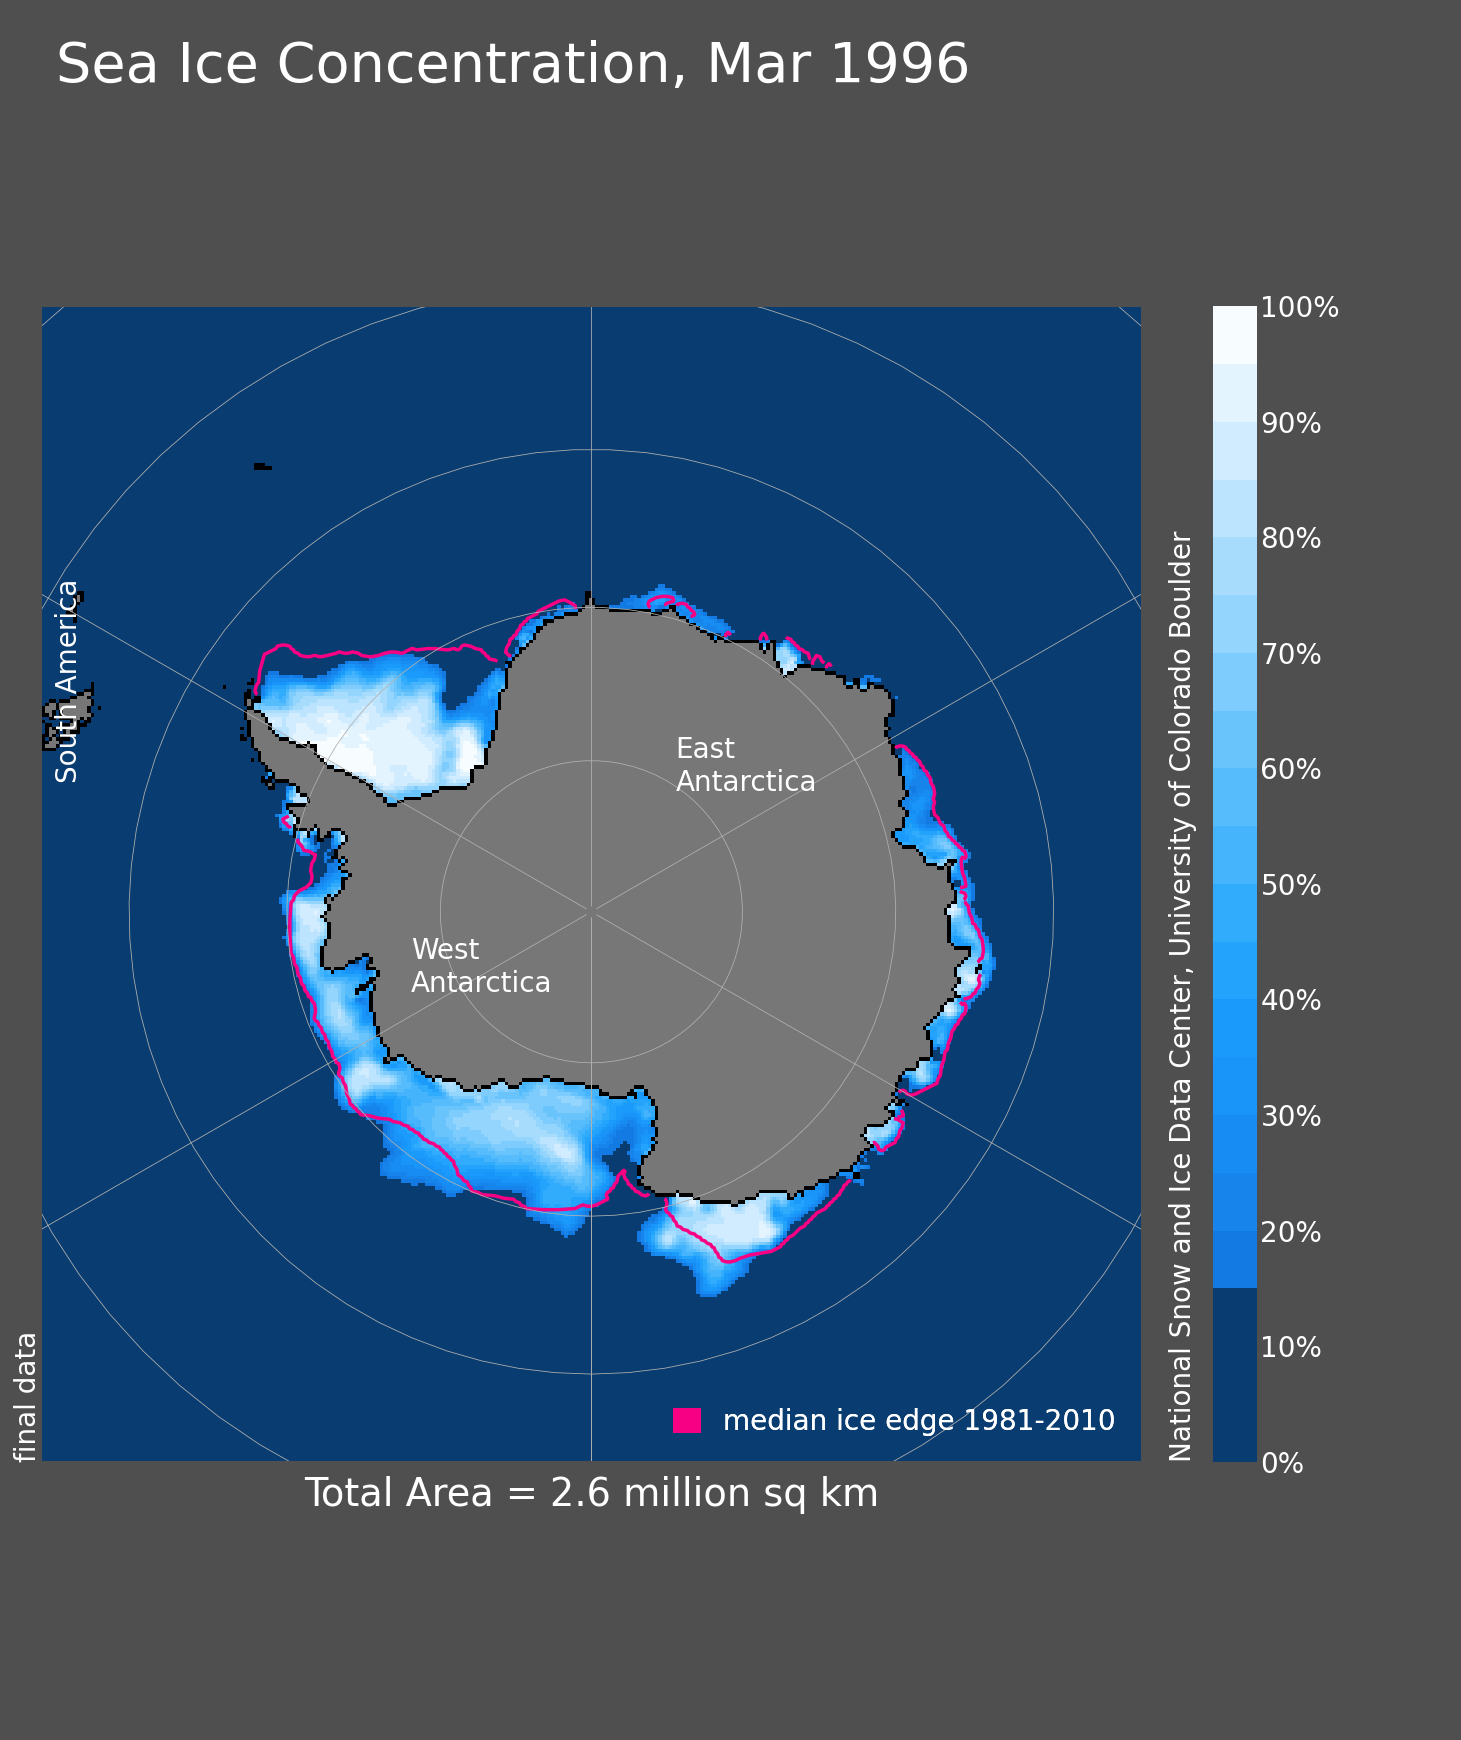 Sea Ice Concentration, Mar 1996
South America
East
Antarctica
West
Antarctica
median ice edge 1981-2010
final data
Total Area = 2.6 million sq km
National Snow and Ice Data Center, University of Colorado Boulder
100%
90%
80%
70%
60%
50%
40%
30%
20%
10%
0%